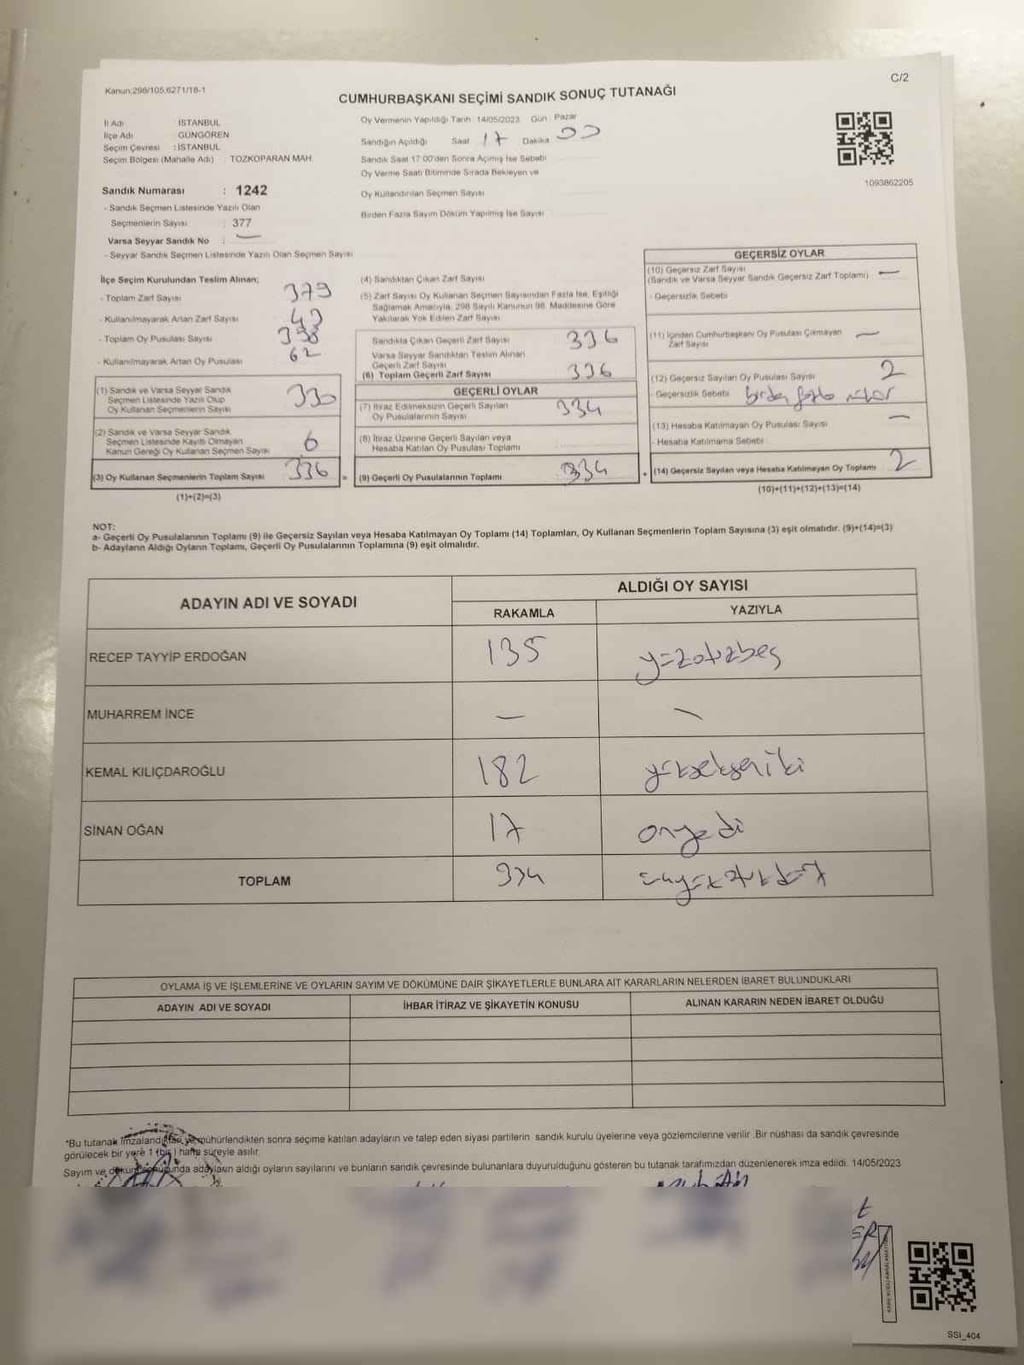 Kanun:298/105,6271/18-1
C/2
CUMHURBAŞKANI SEÇİMİ SANDIK SONUÇ TUTANAĞI
İl Adı : İSTANBUL
İlçe Adı : GÜNGÖREN
Seçim Çevresi : İSTANBUL
Seçim Bölgesi (Mahalle Adı) : TOZKOPARAN MAH.
Sandık Numarası : 1242
- Sandık Seçmen Listesinde Yazılı Olan
Seçmenlerin Sayısı : 377
Varsa Seyyar Sandık No : —
- Seyyar Sandık Seçmen Listesinde Yazılı Olan Seçmen Sayısı
Oy Vermenin Yapıldığı Tarih 14/05/2023 Gün Pazar
Sandığın Açıldığı Saat 17 Dakika 00
Sandık Saat 17:00'den Sonra Açılmış İse Sebebi
Oy Verme Saati Bitiminde Sırada Bekleyen ve
Oy Kullandırılan Seçmen Sayısı
Birden Fazla Sayım Döküm Yapılmış İse Sayısı
1093862205
İlçe Seçim Kurulundan Teslim Alınan;
- Toplam Zarf Sayısı 379
- Kullanılmayarak Artan Zarf Sayısı 43
- Toplam Oy Pusulası Sayısı 398
- Kullanılmayarak Artan Oy Pusulası 62
(1) Sandık ve Varsa Seyyar Sandık
Seçmen Listesinde Yazılı Olup
Oy Kullanan Seçmenlerin Sayısı 330
(2) Sandık ve Varsa Seyyar Sandık
Seçmen Listesinde Kayıtlı Olmayan
Kanun Gereği Oy Kullanan Seçmen Sayısı 6
(3) Oy Kullanan Seçmenlerin Toplam Sayısı 336 =
(1)+(2)=(3)
(4) Sandıktan Çıkan Zarf Sayısı
(5) Zarf Sayısı Oy Kullanan Seçmen Sayısından Fazla İse, Eşitliği
Sağlamak Amacıyla, 298 Sayılı Kanunun 98. Maddesine Göre
Yakılarak Yok Edilen Zarf Sayısı
Sandıkta Çıkan Geçerli Zarf Sayısı 336
Varsa Seyyar Sandıktan Teslim Alınan
Geçerli Zarf Sayısı
(6) Toplam Geçerli Zarf Sayısı 336
GEÇERLİ OYLAR
(7) İtiraz Edilmeksizin Geçerli Sayılan
Oy Pusulalarının Sayısı 334
(8) İtiraz Üzerine Geçerli Sayılan veya
Hesaba Katılan Oy Pusulası Toplamı
(9) Geçerli Oy Pusulalarının Toplamı 334 +
GEÇERSİZ OYLAR
(10) Geçersiz Zarf Sayısı —
(Sandık ve Varsa Seyyar Sandık Geçersiz Zarf Toplamı)
- Geçersizlik Sebebi
(11) İçinden Cumhurbaşkanı Oy Pusulası Çıkmayan
Zarf Sayısı —
(12) Geçersiz Sayılan Oy Pusulası Sayısı 2
- Geçersizlik Sebebi birden fazla mühür
(13) Hesaba Katılmayan Oy Pusulası Sayısı —
- Hesaba Katılmama Sebebi
(14) Geçersiz Sayılan veya Hesaba Katılmayan Oy Toplamı 2
(10)+(11)+(12)+(13)=(14)
NOT:
a- Geçerli Oy Pusulalarının Toplamı (9) ile Geçersiz Sayılan veya Hesaba Katılmayan Oy Toplamı (14) Toplamları, Oy Kullanan Seçmenlerin Toplam Sayısına (3) eşit olmalıdır. (9)+(14)=(3)
b- Adayların Aldığı Oyların Toplamı, Geçerli Oy Pusulalarının Toplamına (9) eşit olmalıdır.
ADAYIN ADI VE SOYADI
ALDIĞI OY SAYISI
RAKAMLA YAZIYLA
RECEP TAYYİP ERDOĞAN 135 yüzotuzbeş
MUHARREM İNCE — —
KEMAL KILIÇDAROĞLU 182 yüzsekseniki
SİNAN OĞAN 17 onyedi
TOPLAM 334 üçyüzotuzdört
OYLAMA İŞ VE İŞLEMLERİNE VE OYLARIN SAYIM VE DÖKÜMÜNE DAİR ŞİKAYETLERLE BUNLARA AİT KARARLARIN NELERDEN İBARET BULUNDUKLARI
ADAYIN ADI VE SOYADI İHBAR İTİRAZ VE ŞİKAYETİN KONUSU ALINAN KARARIN NEDEN İBARET OLDUĞU
*Bu tutanak imzalandıktan ve mühürlendikten sonra seçime katılan adayların ve talep eden siyasi partilerin sandık kurulu üyelerine veya gözlemcilerine verilir. Bir nüshası da sandık çevresinde
görülecek bir yere 1 (bir) hafta süreyle asılır.
Sayım ve döküm sonucunda adayların aldığı oyların sayılarını ve bunların sandık çevresinde bulunanlara duyurulduğunu gösteren bu tutanak tarafımızdan düzenlenerek imza edildi. 14/05/2023
SSI_404